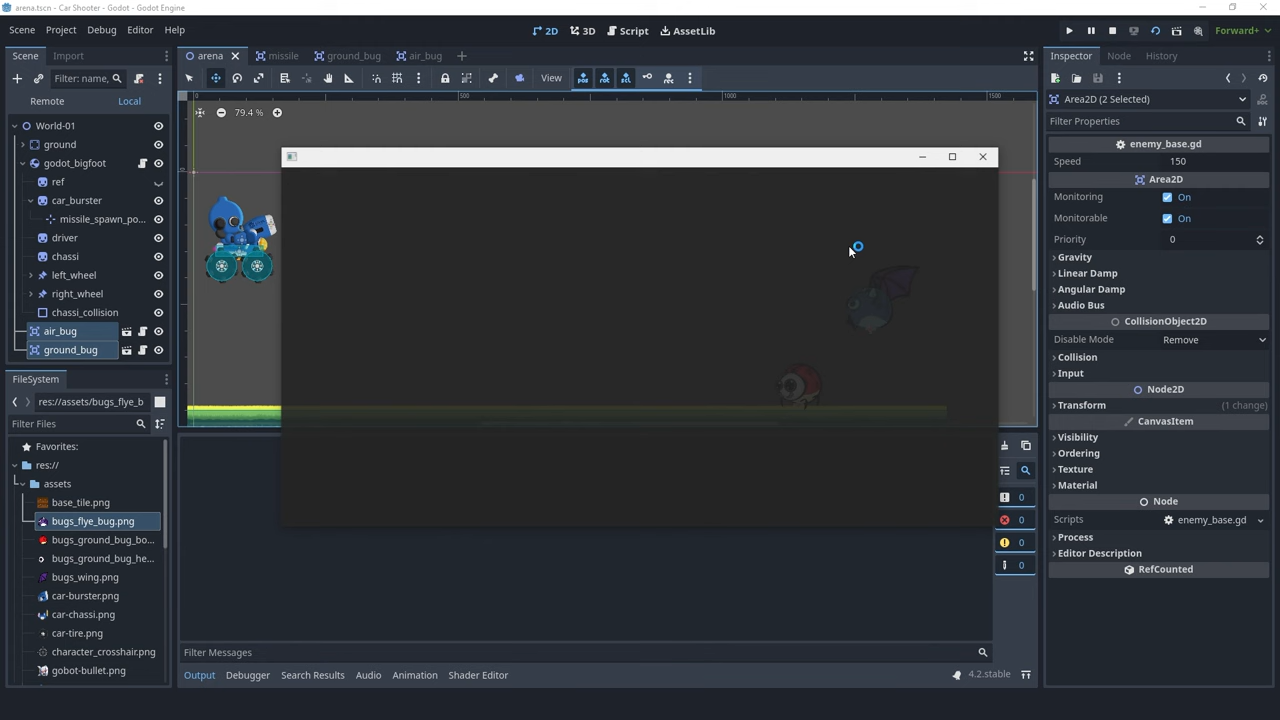 arena.tscn - Car Shooter - Godot Engine
Scene Project Debug Editor Help
2D 3D Script AssetLib
Forward+
Scene Import
arena missile ground_bug air_bug
Inspector Node History
Filter: name,
View
Remote Local
Area2D (2 Selected)
0 500 1000 1500
79.4 %
Filter Properties
World-01
ground
godot_bigfoot
ref
car_burster
missile_spawn_po...
driver
chassi
left_wheel
right_wheel
chassi_collision
air_bug
ground_bug
enemy_base.gd
Speed 150
Area2D
Monitoring On
Monitorable On
Priority 0
Gravity
Linear Damp
Angular Damp
Audio Bus
CollisionObject2D
Disable Mode Remove
Collision
Input
Node2D
Transform (1 change)
CanvasItem
Visibility
Ordering
Texture
Material
Node
Scripts enemy_base.gd
Process
Editor Description
RefCounted
FileSystem
res://assets/bugs_flye_b
Filter Files
Favorites:
res://
assets
base_tile.png
bugs_flye_bug.png
bugs_ground_bug_bo...
bugs_ground_bug_he...
bugs_wing.png
car-burster.png
car-chassi.png
car-tire.png
character_crosshair.png
gobot-bullet.png
0
0
0
0
Filter Messages
Output Debugger Search Results Audio Animation Shader Editor
4.2.stable